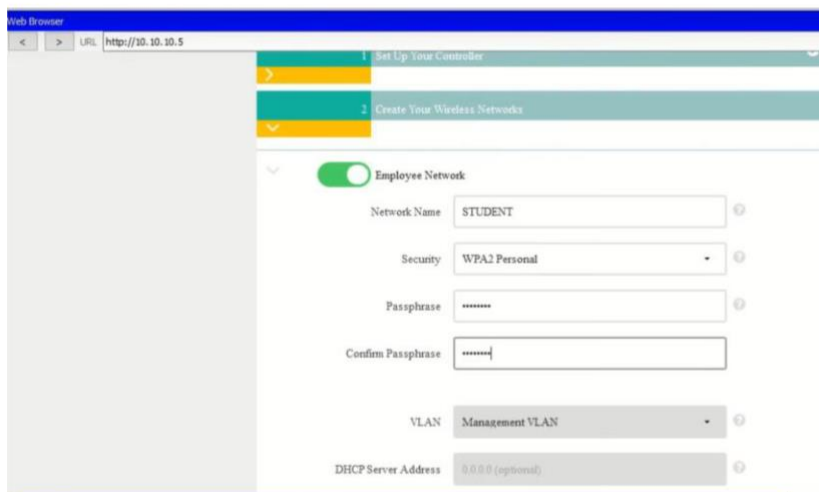 Web Browser
< > URL http://10.10.10.5
1 Set Up Your Controller
2 Create Your Wireless Networks
Employee Network
Network Name STUDENT
Security WPA2 Personal
Passphrase ••••••••
Confirm Passphrase ••••••••
VLAN Management VLAN
DHCP Server Address 0.0.0.0 (optional)